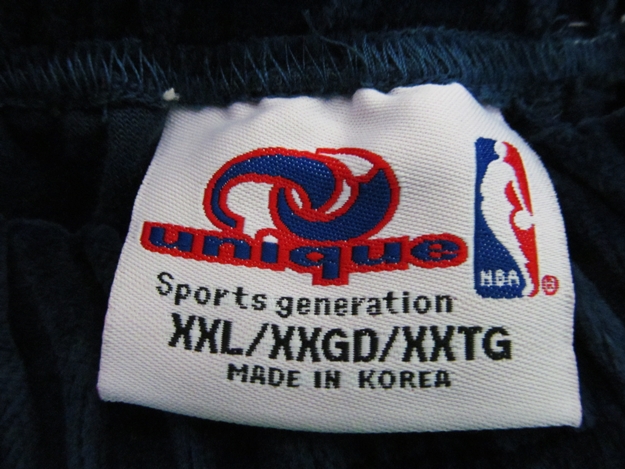 unique
NBA
®
Sports generation
XXL/XXGD/XXTG
MADE IN KOREA